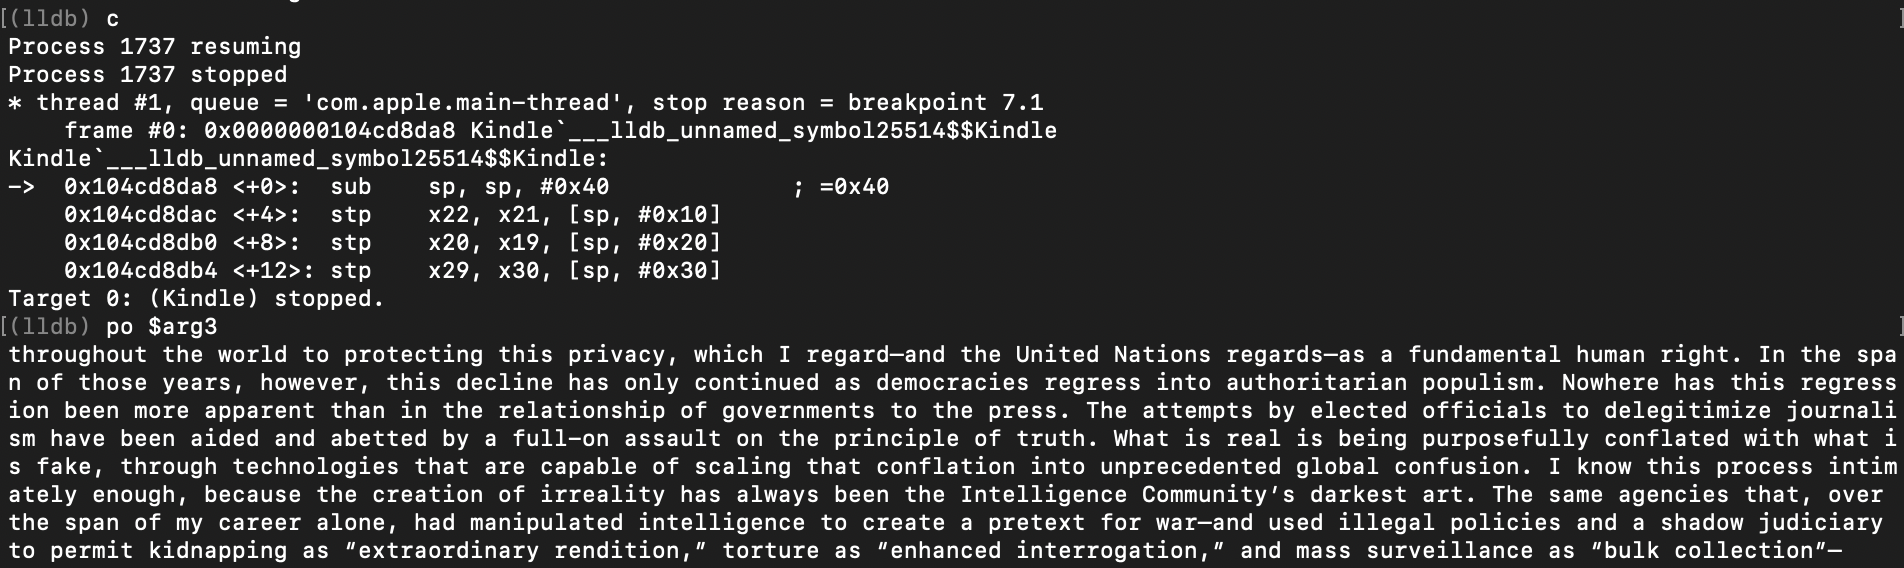 [(lldb) c ]
Process 1737 resuming
Process 1737 stopped
* thread #1, queue = 'com.apple.main-thread', stop reason = breakpoint 7.1
    frame #0: 0x0000000104cd8da8 Kindle`___lldb_unnamed_symbol25514$$Kindle
Kindle`___lldb_unnamed_symbol25514$$Kindle:
->  0x104cd8da8 <+0>:  sub    sp, sp, #0x40             ; =0x40
    0x104cd8dac <+4>:  stp    x22, x21, [sp, #0x10]
    0x104cd8db0 <+8>:  stp    x20, x19, [sp, #0x20]
    0x104cd8db4 <+12>: stp    x29, x30, [sp, #0x30]
Target 0: (Kindle) stopped.
[(lldb) po $arg3 ]
throughout the world to protecting this privacy, which I regard—and the United Nations regards—as a fundamental human right. In the spa
n of those years, however, this decline has only continued as democracies regress into authoritarian populism. Nowhere has this regress
ion been more apparent than in the relationship of governments to the press. The attempts by elected officials to delegitimize journali
sm have been aided and abetted by a full-on assault on the principle of truth. What is real is being purposefully conflated with what i
s fake, through technologies that are capable of scaling that conflation into unprecedented global confusion. I know this process intim
ately enough, because the creation of irreality has always been the Intelligence Community’s darkest art. The same agencies that, over
the span of my career alone, had manipulated intelligence to create a pretext for war—and used illegal policies and a shadow judiciary
to permit kidnapping as “extraordinary rendition,” torture as “enhanced interrogation,” and mass surveillance as “bulk collection”—